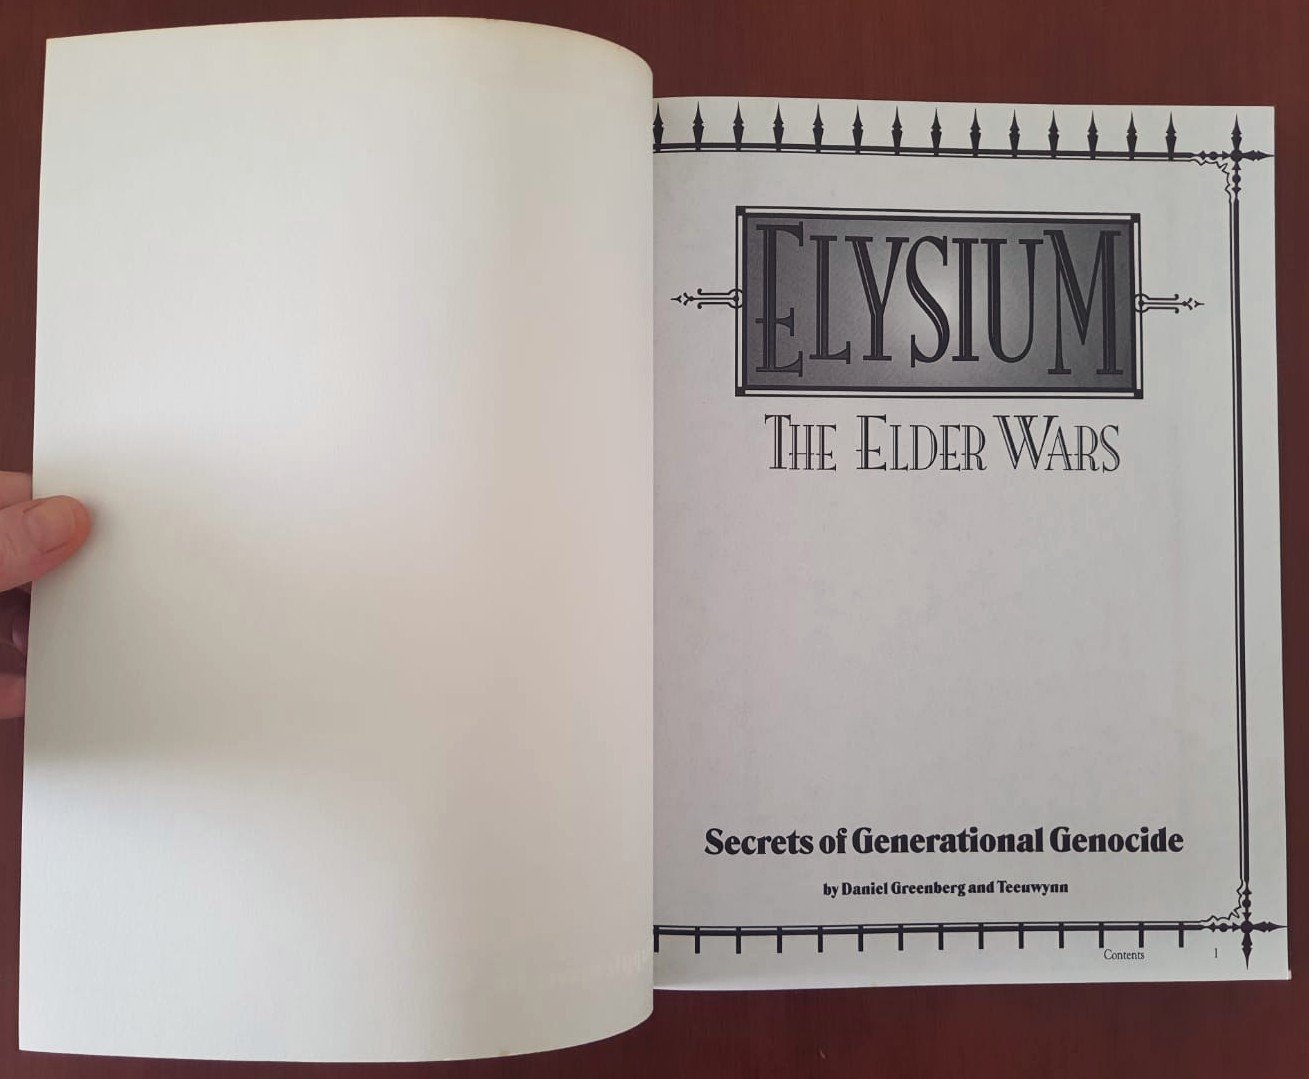 ELYSIUM
THE ELDER WARS
Secrets of Generational Genocide
by Daniel Greenberg and Teeuwynn
Contents 1